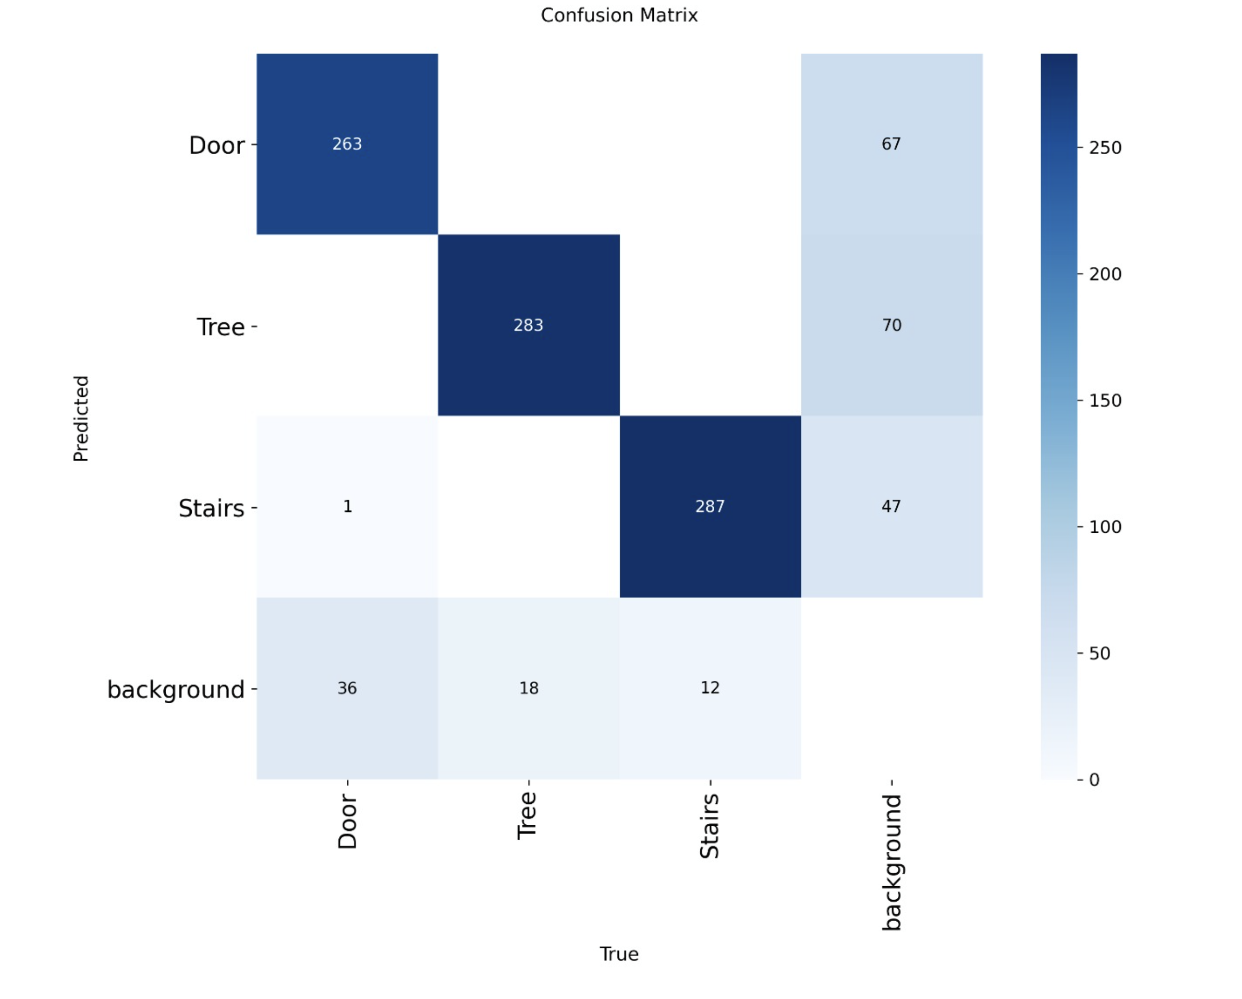 Confusion Matrix
Door
263
67
250
Tree
283
70
200
Predicted
150
Stairs
1
287
47
100
background
36
18
12
50
0
Door
Tree
Stairs
background
True